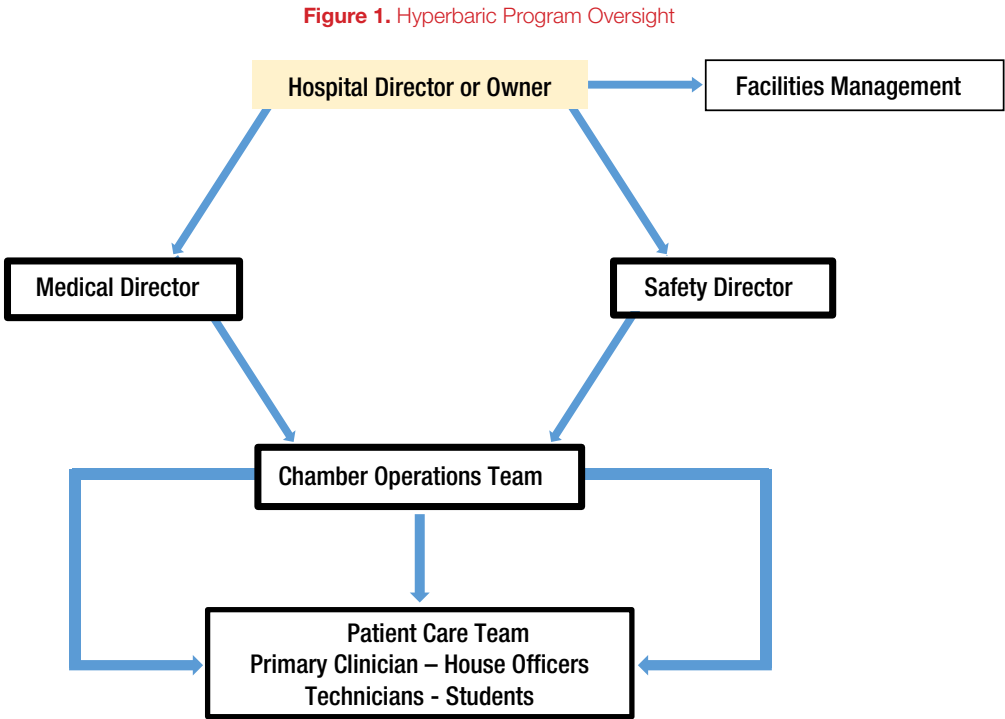 Figure 1. Hyperbaric Program Oversight
Hospital Director or Owner
Facilities Management
Medical Director
Safety Director
Chamber Operations Team
Patient Care Team
Primary Clinician – House Officers
Technicians - Students